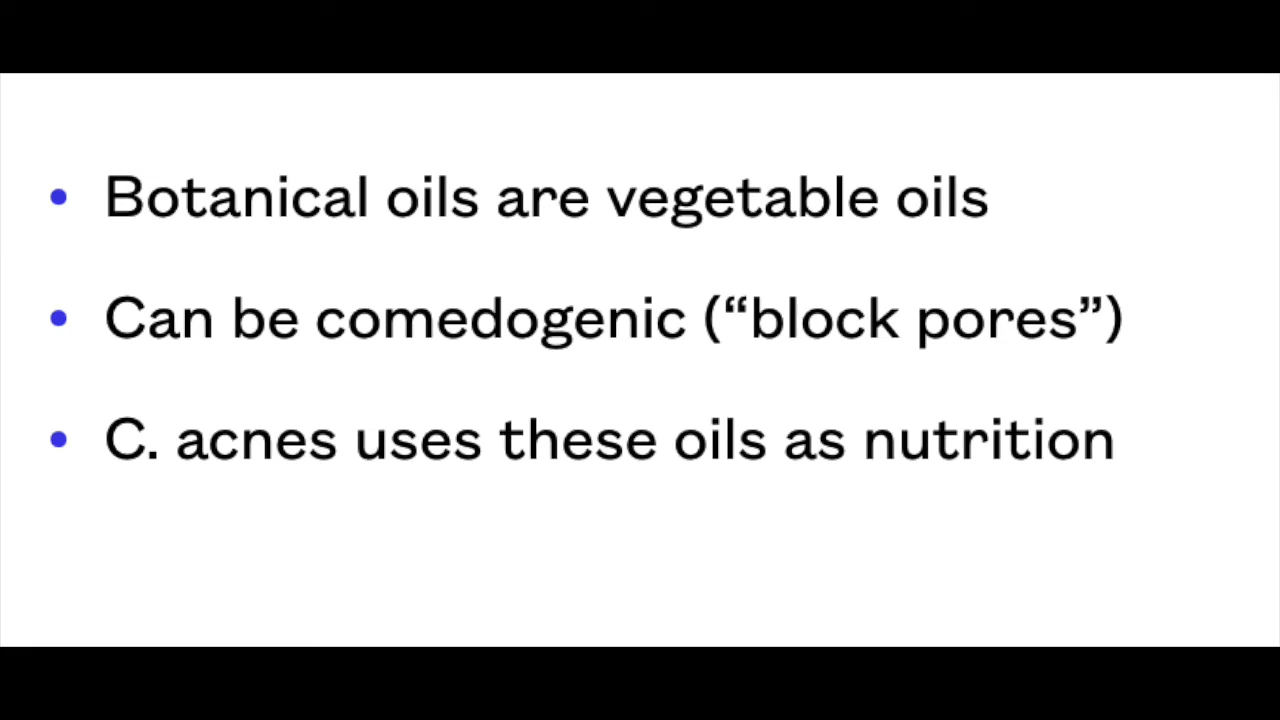 • Botanical oils are vegetable oils
• Can be comedogenic (“block pores”)
• C. acnes uses these oils as nutrition